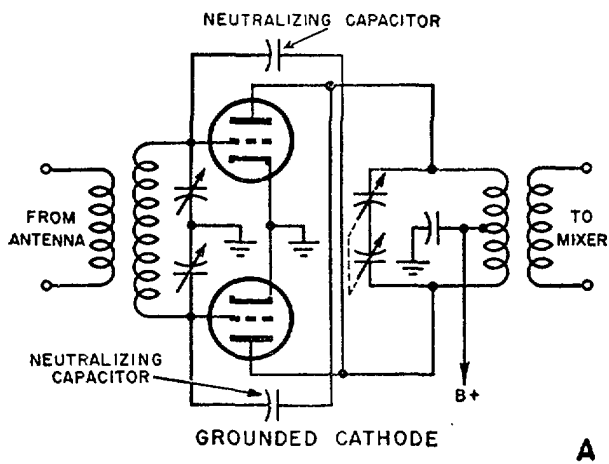 NEUTRALIZING CAPACITOR
FROM
ANTENNA
TO
MIXER
NEUTRALIZING
CAPACITOR
B+
GROUNDED CATHODE
A